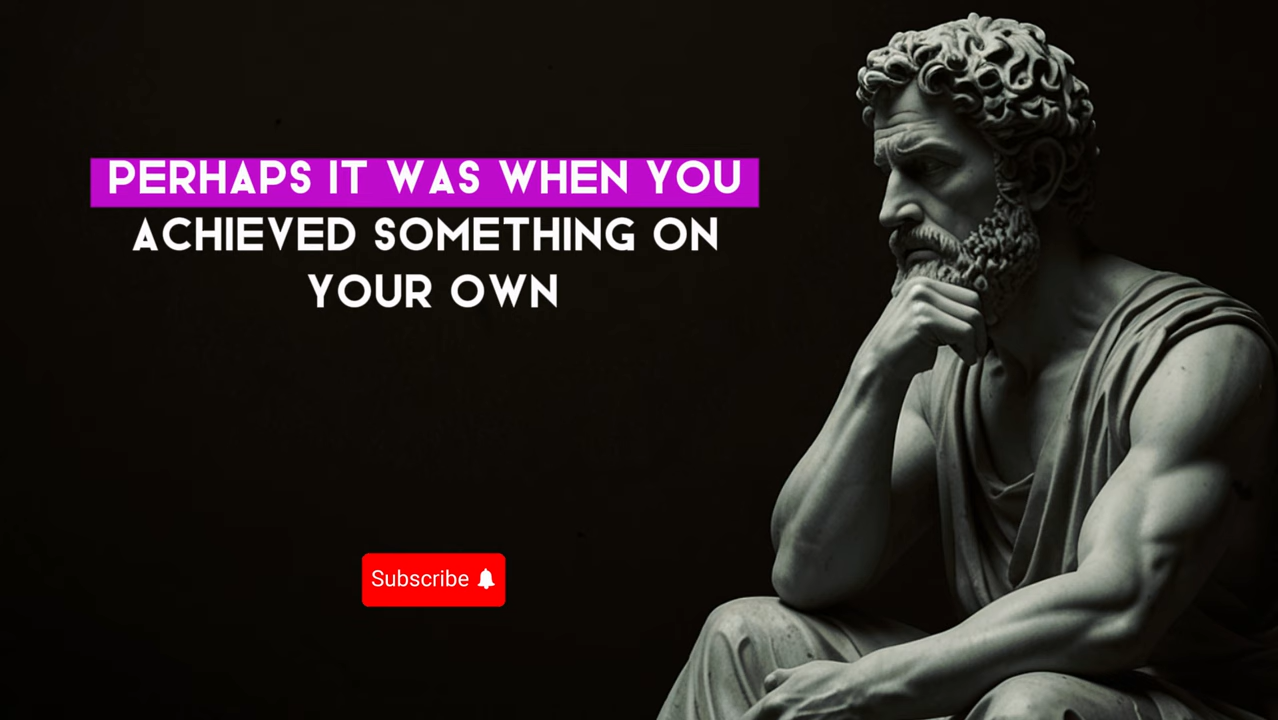 PERHAPS IT WAS WHEN YOU
ACHIEVED SOMETHING ON
YOUR OWN
Subscribe